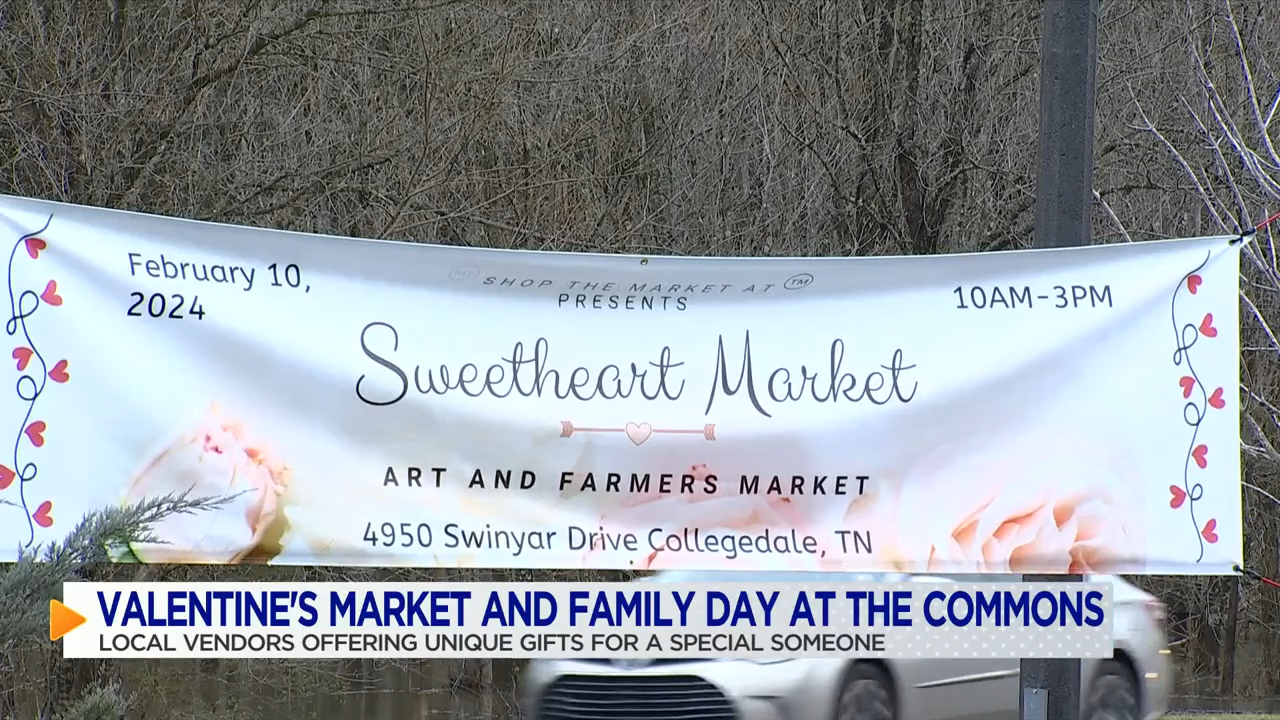 February 10,
2024
SHOP THE MARKET AT TM
PRESENTS
10AM-3PM
Sweetheart Market
ART AND FARMERS MARKET
4950 Swinyar Drive Collegedale, TN
VALENTINE'S MARKET AND FAMILY DAY AT THE COMMONS
LOCAL VENDORS OFFERING UNIQUE GIFTS FOR A SPECIAL SOMEONE